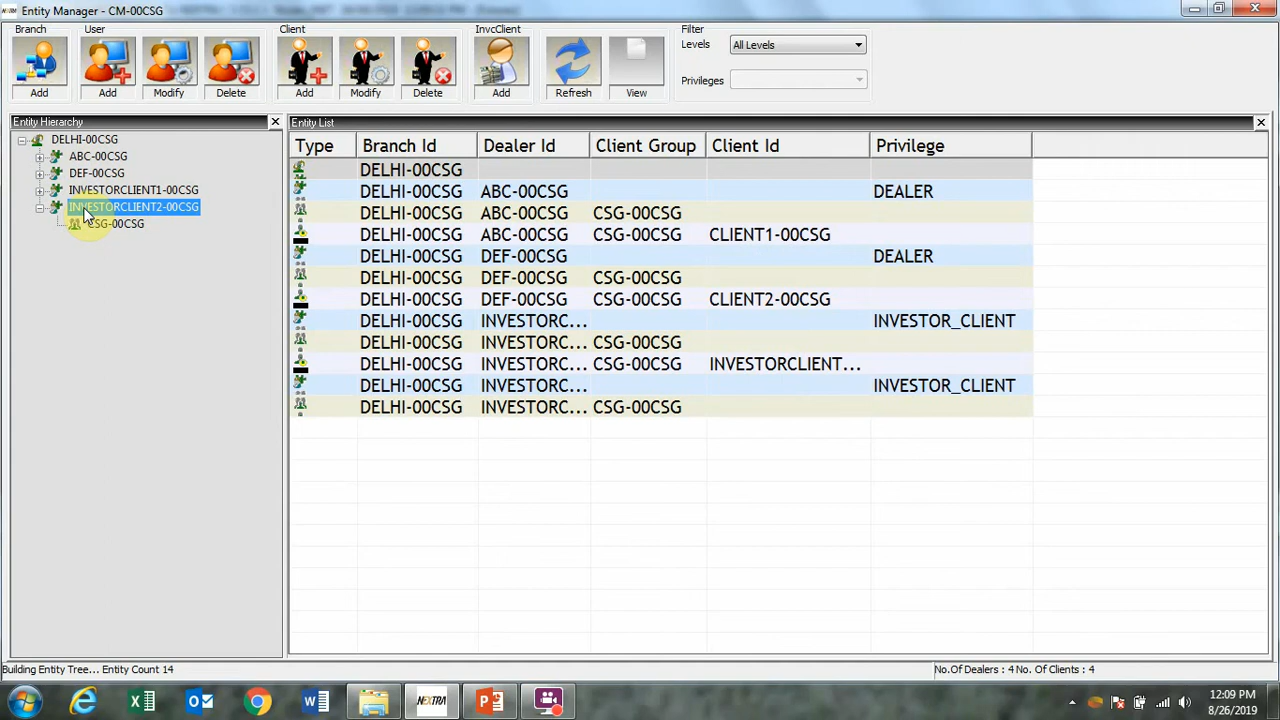 NEXTRA Entity Manager - CM-00CSG
Branch User Client InvcClient Filter
Levels All Levels
Privileges
Add Add Modify Delete Add Modify Delete Add Refresh View
Entity Hierarchy
DELHI-00CSG
ABC-00CSG
DEF-00CSG
INVESTORCLIENT1-00CSG
INVESTORCLIENT2-00CSG
CSG-00CSG
Entity List
Type Branch Id Dealer Id Client Group Client Id Privilege
DELHI-00CSG
DELHI-00CSG ABC-00CSG DEALER
DELHI-00CSG ABC-00CSG CSG-00CSG
DELHI-00CSG ABC-00CSG CSG-00CSG CLIENT1-00CSG
DELHI-00CSG DEF-00CSG DEALER
DELHI-00CSG DEF-00CSG CSG-00CSG
DELHI-00CSG DEF-00CSG CSG-00CSG CLIENT2-00CSG
DELHI-00CSG INVESTORC... INVESTOR_CLIENT
DELHI-00CSG INVESTORC... CSG-00CSG
DELHI-00CSG INVESTORC... CSG-00CSG INVESTORCLIENT...
DELHI-00CSG INVESTORC... INVESTOR_CLIENT
DELHI-00CSG INVESTORC... CSG-00CSG
Building Entity Tree... Entity Count 14
No.Of Dealers : 4 No. Of Clients : 4
NEXTRA
12:09 PM
8/26/2019